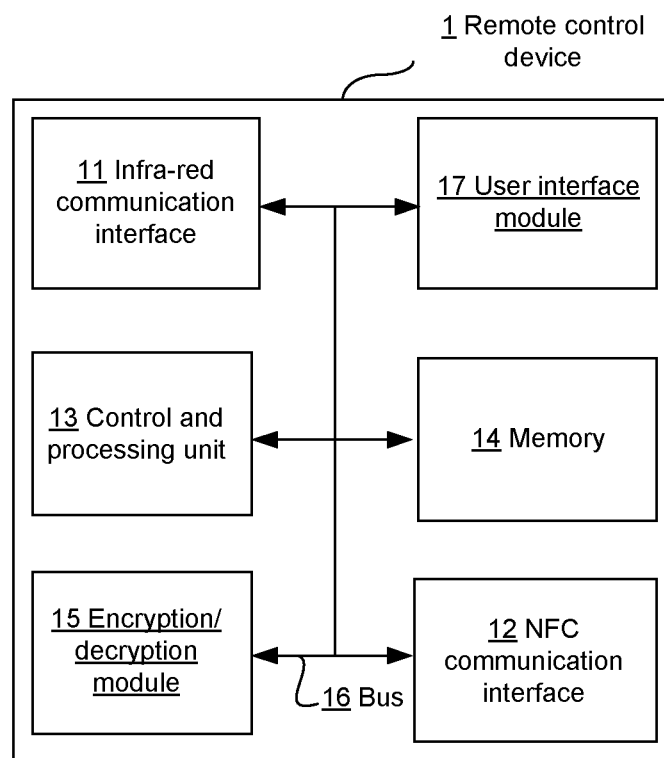 1 Remote control
device
11 Infra-red
communication
interface
17 User interface
module
13 Control and
processing unit
14 Memory
15 Encryption/
decryption
module
12 NFC
communication
interface
16 Bus